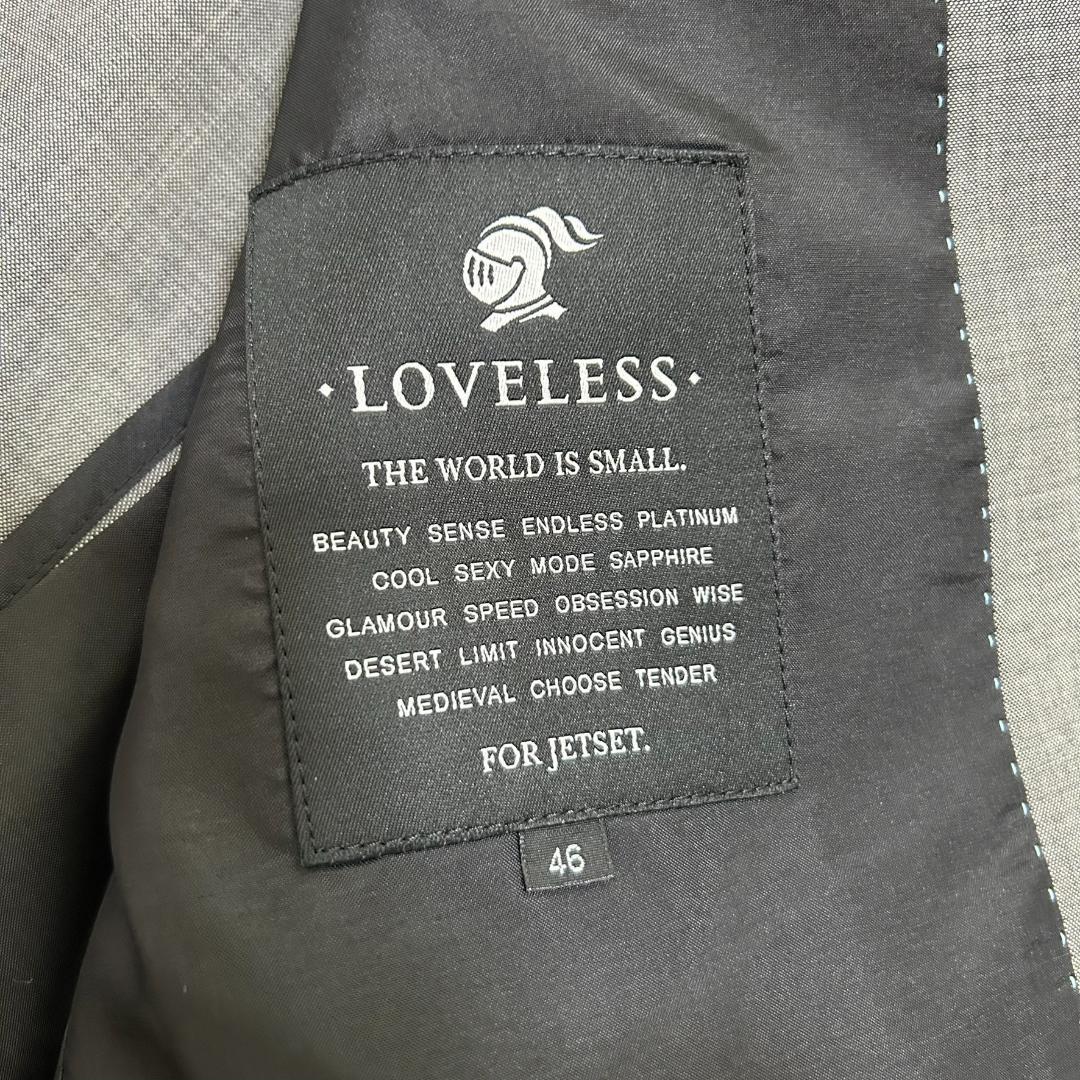 ·LOVELESS·
THE WORLD IS SMALL.
BEAUTY SENSE ENDLESS PLATINUM
COOL SEXY MODE SAPPHIRE
GLAMOUR SPEED OBSESSION WISE
DESERT LIMIT INNOCENT GENIUS
MEDIEVAL CHOOSE TENDER
FOR JETSET.
46